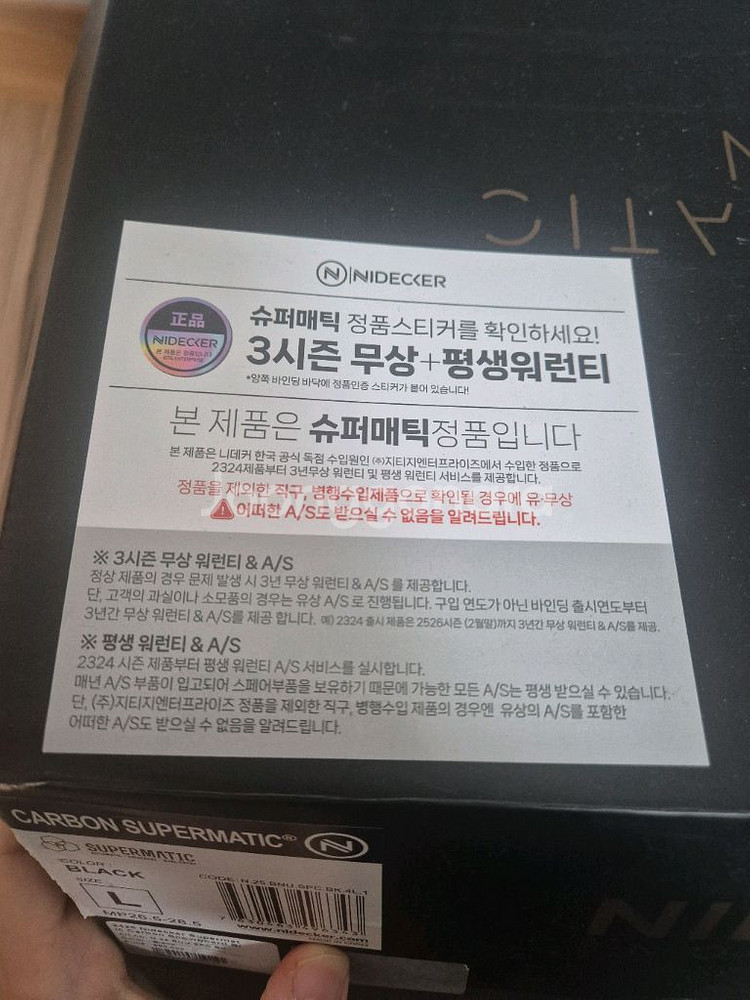 NIDECKER
正品
NIDECKER
본 제품은 정품입니다
슈퍼매틱 정품스티커를 확인하세요!
3시즌 무상+평생워런티
*양쪽 바인딩 바닥에 정품인증 스티커가 붙어 있습니다!
본 제품은 슈퍼매틱정품입니다
본 제품은 니데커 한국 공식 독점 수입원인 (주)지티지엔터프라이즈에서 수입한 정품으로
2324제품부터 3년무상 워런티 및 평생 워런티 서비스를 제공합니다.
정품을 제외한 직구, 병행수입제품으로 확인될 경우에 유·무상
어떠한 A/S도 받으실 수 없음을 알려드립니다.
※ 3시즌 무상 워런티 & A/S
정상 제품의 경우 문제 발생 시 3년 무상 워런티 & A/S 를 제공합니다.
단, 고객의 과실이나 소모품의 경우는 유상 A/S 로 진행됩니다. 구입 연도가 아닌 바인딩 출시연도부터
3년간 무상 워런티 & A/S를 제공 합니다. 예) 2324 출시 제품은 2526시즌 (2월말)까지 3년간 무상 워런티 & A/S를 제공.
※ 평생 워런티 & A/S
2324 시즌 제품부터 평생 워런티 A/S 서비스를 실시합니다.
매년 A/S 부품이 입고되어 스페어부품을 보유하기 때문에 가능한 모든 A/S는 평생 받으실 수 있습니다.
단, (주)지티지엔터프라이즈 정품을 제외한 직구, 병행수입 제품의 경우엔 유상의 A/S를 포함한
어떠한 A/S도 받으실 수 없음을 알려드립니다.
CARBON SUPERMATIC®
SUPERMATIC
COLOR:
BLACK
CODE: N.25.BNU.SPC.BK.4L.1
SIZE
L
MP26.5-28.5
www.nidecker.com